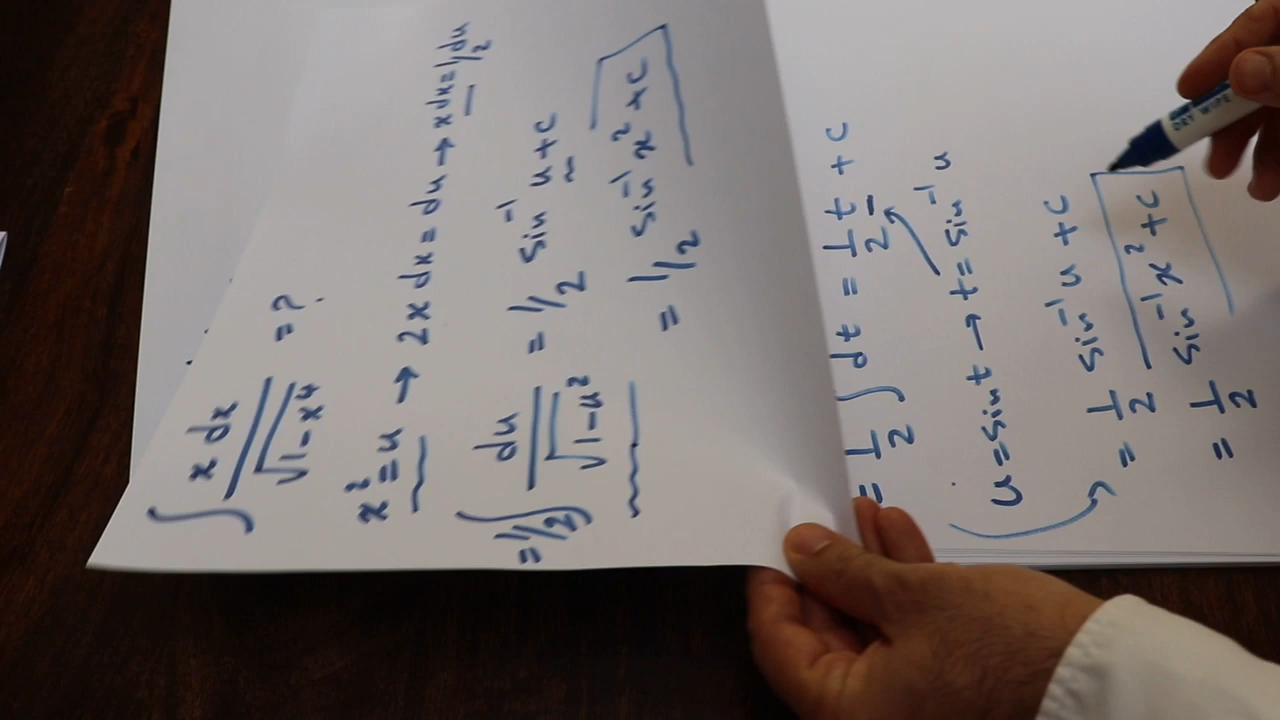 ∫ x dx / √1-x⁴ = ?
x² = u → 2x dx = du → x dx = 1/2 du
= 1/2 ∫ du / √1-u² = 1/2 sin⁻¹ u + c
= 1/2 sin⁻¹ x² + c
= 1/2 ∫ dt = 1/2 t + c
u = sin t → t = sin⁻¹ u
= 1/2 sin⁻¹ u + c
= 1/2 sin⁻¹ x² + c
DRY WIPE